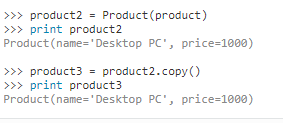 >>> product2 = Product(product)
>>> print product2
Product(name='Desktop PC', price=1000)
>>> product3 = product2.copy()
>>> print product3
Product(name='Desktop PC', price=1000)